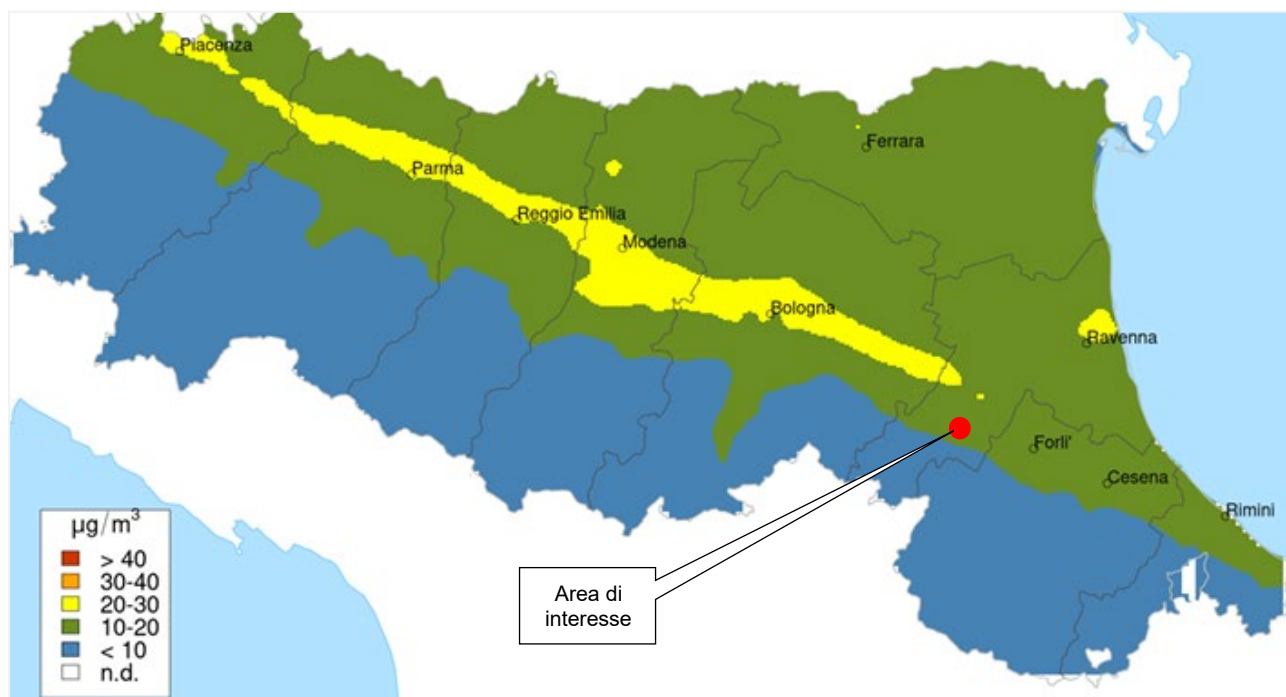 Piacenza
Ferrara
Parma
Reggio Emilia
Modena
Bologna
Ravenna
Forli'
Cesena
Rimini
Area di
interesse
µg/m³
> 40
30-40
20-30
10-20
< 10
n.d.